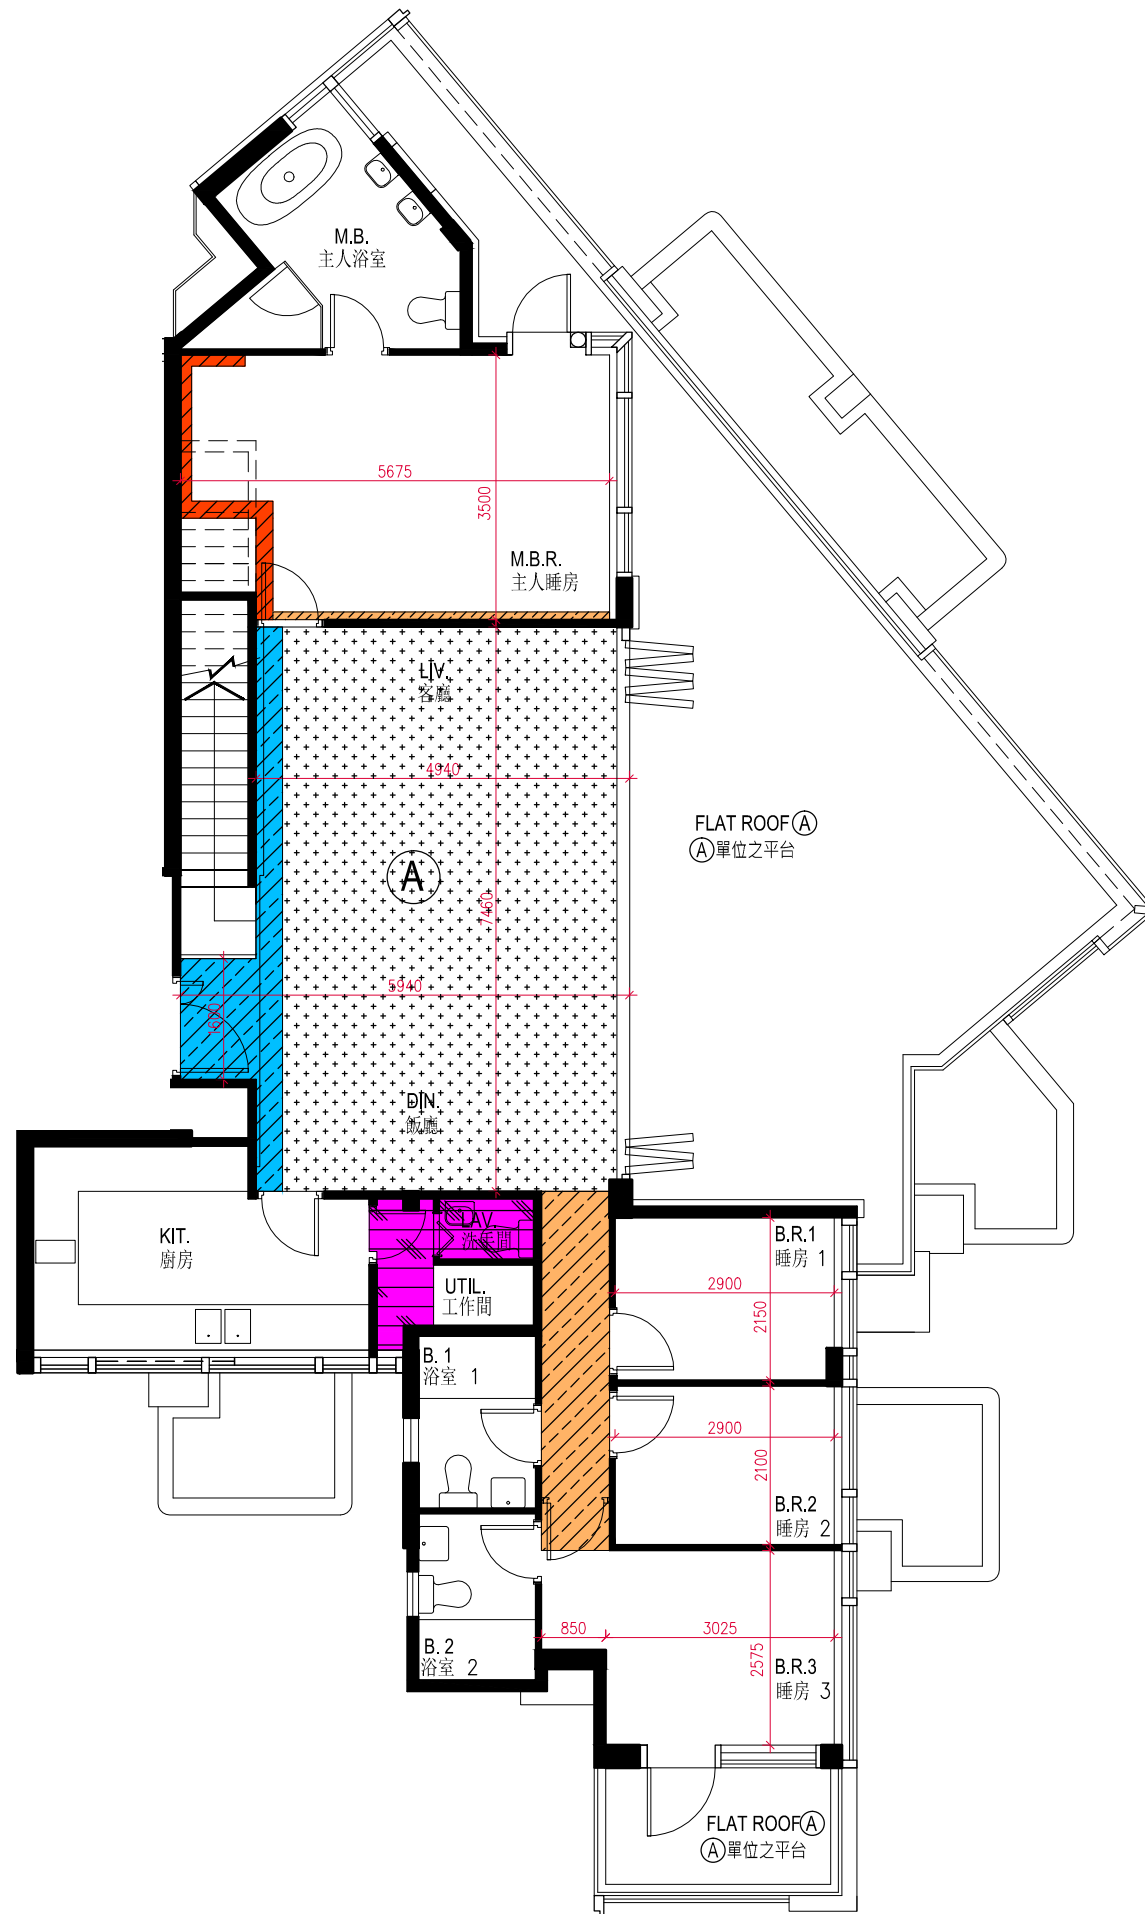 M.B.
主人浴室
5675
3500
M.B.R.
主人睡房
LIV.
客廳
4940
FLAT ROOF A
A 單位之平台
A
7460
5940
1600
DIN.
飯廳
KIT.
廚房
LAV.
洗手間
UTIL.
工作間
B.R.1
睡房 1
2900
2150
B. 1
浴室 1
2900
2100
B.R.2
睡房 2
850
3025
2575
B. 2
浴室 2
B.R.3
睡房 3
FLAT ROOF A
A 單位之平台